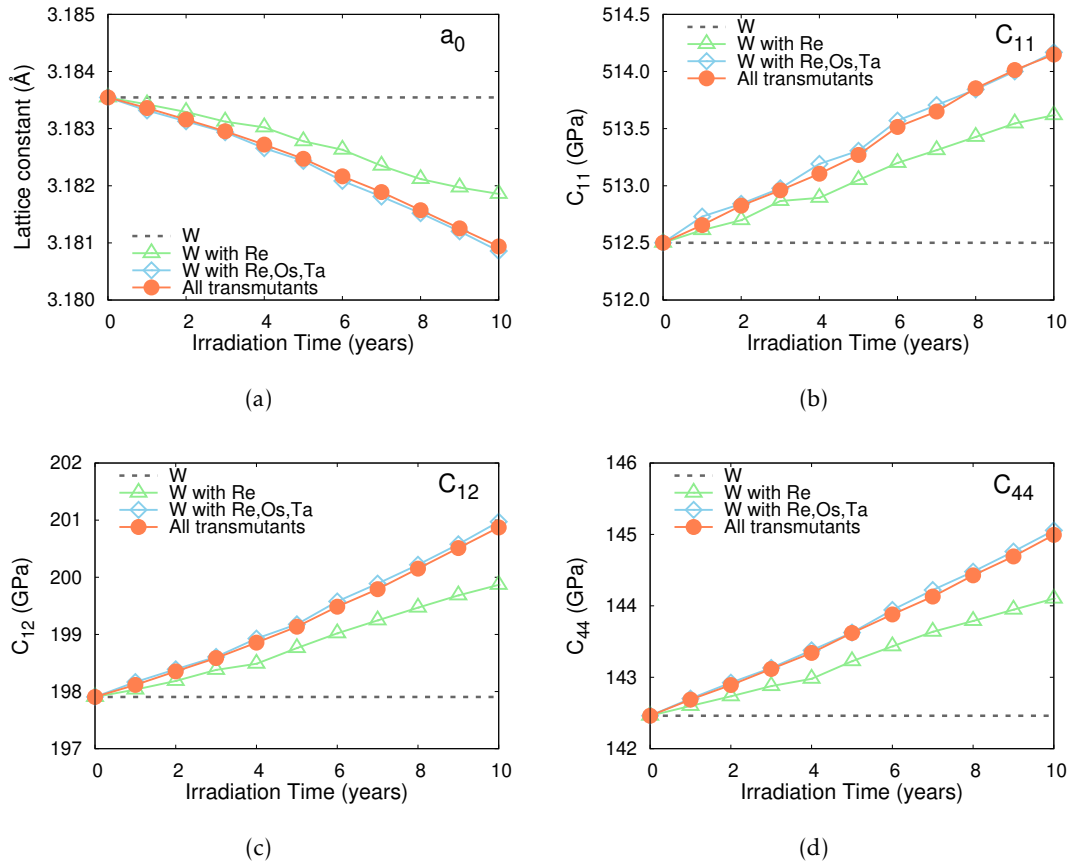 3.185
3.184
3.183
3.182
3.181
3.180
Lattice constant (Å)
a0
W
W with Re
W with Re,Os,Ta
All transmutants
0 2 4 6 8 10
Irradiation Time (years)
(a)
514.5
514.0
513.5
513.0
512.5
512.0
C11 (GPa)
C11
W
W with Re
W with Re,Os,Ta
All transmutants
0 2 4 6 8 10
Irradiation Time (years)
(b)
202
201
200
199
198
197
C12 (GPa)
C12
W
W with Re
W with Re,Os,Ta
All transmutants
0 2 4 6 8 10
Irradiation Time (years)
(c)
146
145
144
143
142
C44 (GPa)
C44
W
W with Re
W with Re,Os,Ta
All transmutants
0 2 4 6 8 10
Irradiation Time (years)
(d)